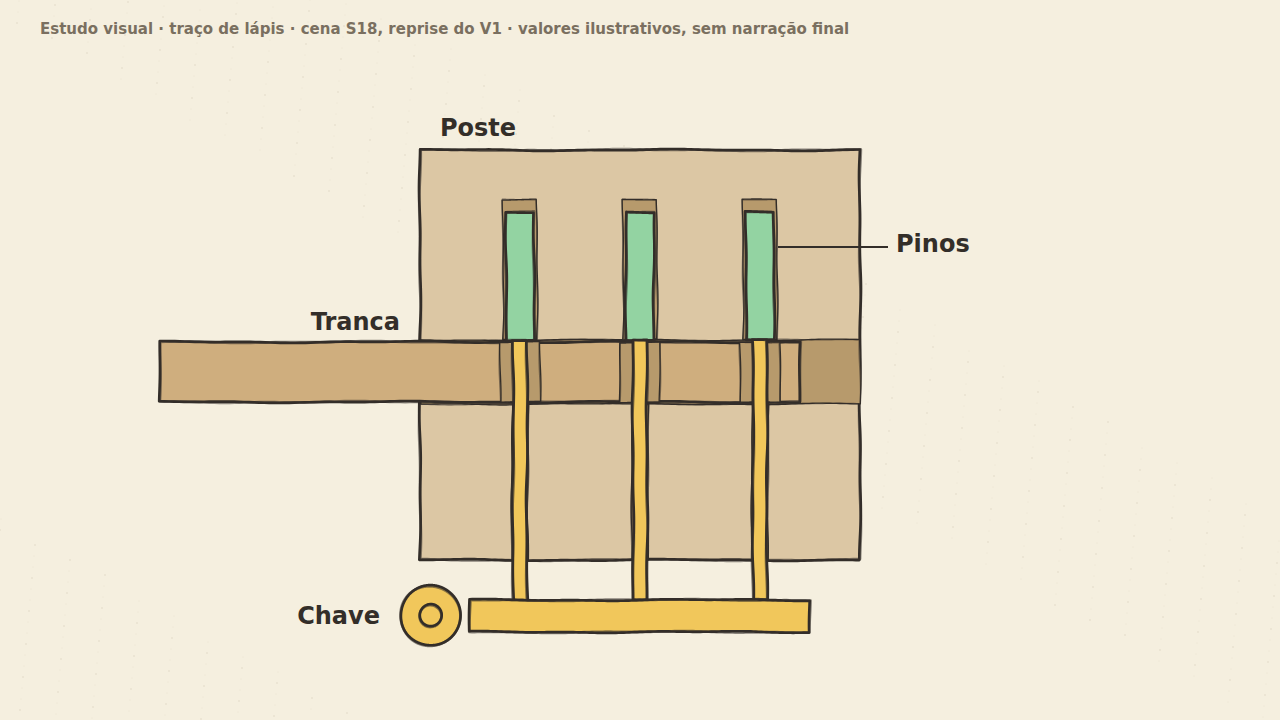 Estudo visual · traço de lápis · cena S18, reprise do V1 · valores ilustrativos, sem narração final
Poste
Pinos
Tranca
Chave